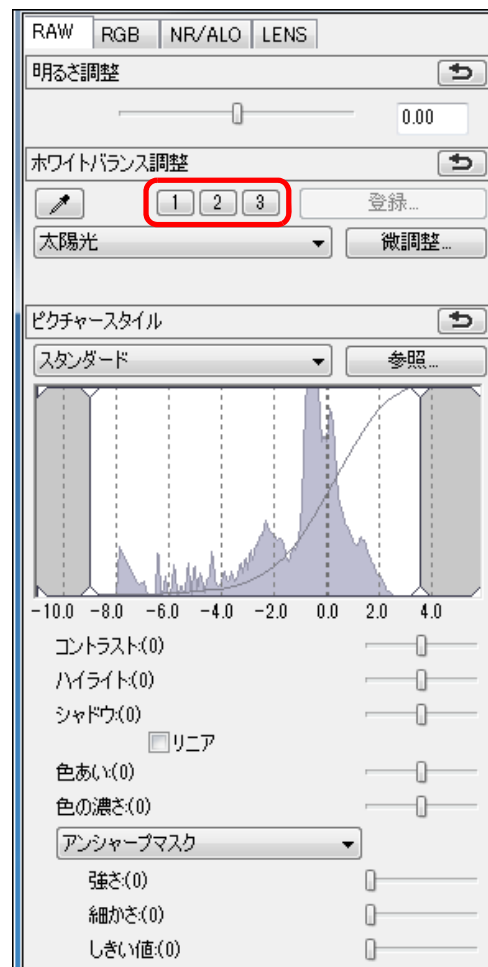 RAW RGB NR/ALO LENS
明るさ調整
0.00
ホワイトバランス調整
1 2 3 登録...
太陽光 微調整...
ピクチャースタイル
スタンダード 参照...
-10.0 -8.0 -6.0 -4.0 -2.0 0.0 2.0 4.0
コントラスト:(0)
ハイライト:(0)
シャドウ:(0)
リニア
色あい:(0)
色の濃さ:(0)
アンシャープマスク
強さ:(0)
細かさ:(0)
しきい値:(0)